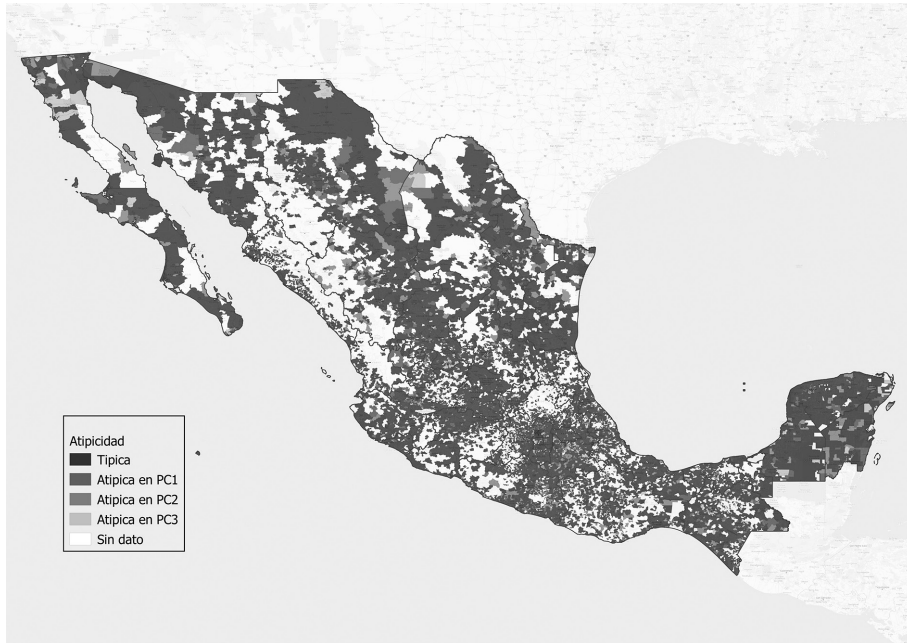 Atipicidad
Tipica
Atipica en PC1
Atipica en PC2
Atipica en PC3
Sin dato